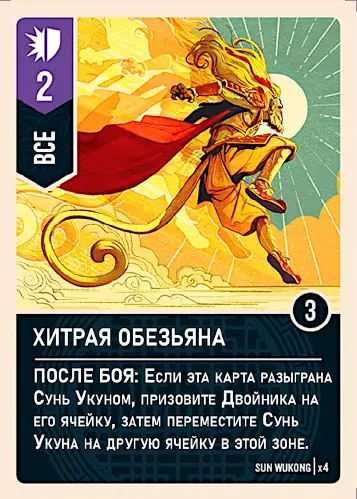 2
ВСЕ
3
ХИТРАЯ ОБЕЗЬЯНА
ПОСЛЕ БОЯ: Если эта карта разыграна
Сунь Укуном, призовите Двойника на
его ячейку, затем переместите Сунь
Укуна на другую ячейку в этой зоне.
SUN WUKONG | x4